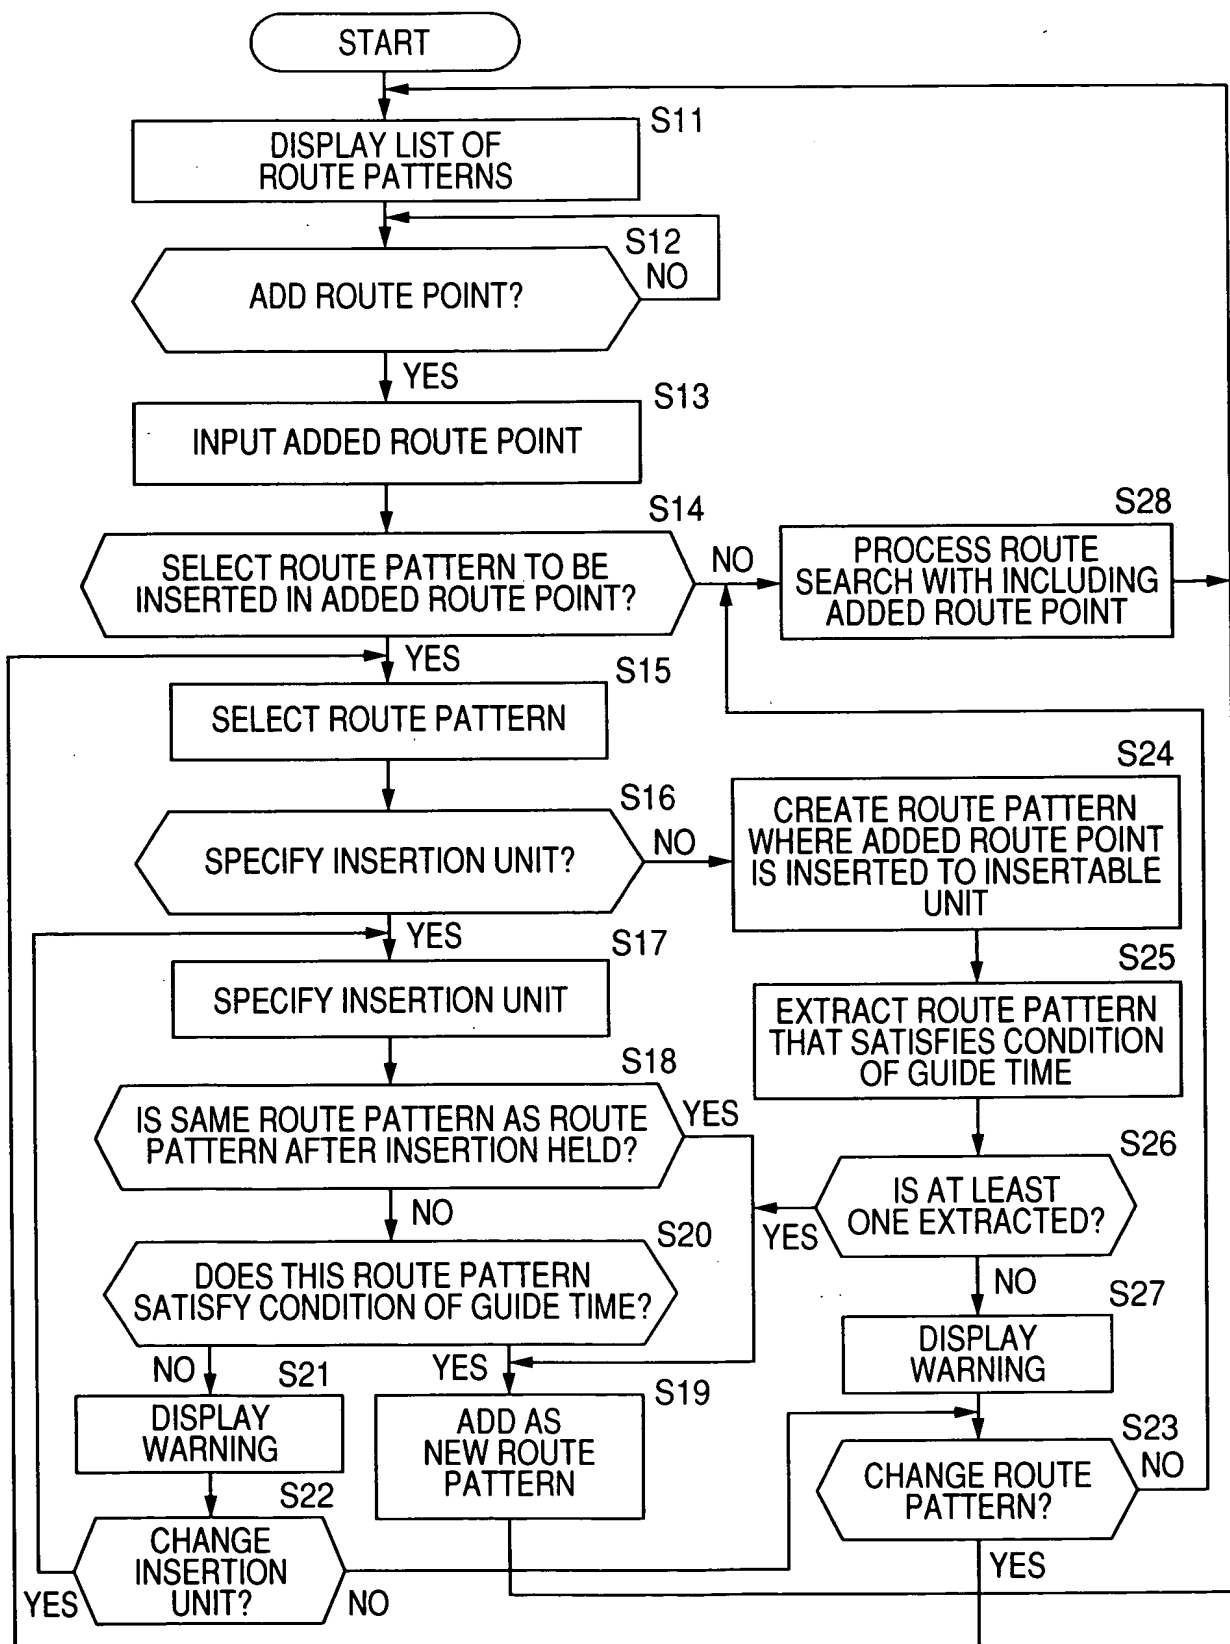 START
S11
DISPLAY LIST OF
ROUTE PATTERNS
S12
NO
ADD ROUTE POINT?
YES
S13
INPUT ADDED ROUTE POINT
S14
SELECT ROUTE PATTERN TO BE
INSERTED IN ADDED ROUTE POINT?
NO
S28
PROCESS ROUTE
SEARCH WITH INCLUDING
ADDED ROUTE POINT
YES
S15
SELECT ROUTE PATTERN
S16
SPECIFY INSERTION UNIT?
NO
S24
CREATE ROUTE PATTERN
WHERE ADDED ROUTE POINT
IS INSERTED TO INSERTABLE
UNIT
YES
S17
SPECIFY INSERTION UNIT
S25
EXTRACT ROUTE PATTERN
THAT SATISFIES CONDITION
OF GUIDE TIME
S18
IS SAME ROUTE PATTERN AS ROUTE
PATTERN AFTER INSERTION HELD?
YES
NO
S26
IS AT LEAST
ONE EXTRACTED?
YES
NO
S20
DOES THIS ROUTE PATTERN
SATISFY CONDITION OF GUIDE TIME?
NO
YES
S27
DISPLAY
WARNING
S21
DISPLAY
WARNING
S19
ADD AS
NEW ROUTE
PATTERN
S23
CHANGE ROUTE
PATTERN?
NO
YES
S22
CHANGE
INSERTION
UNIT?
YES
NO